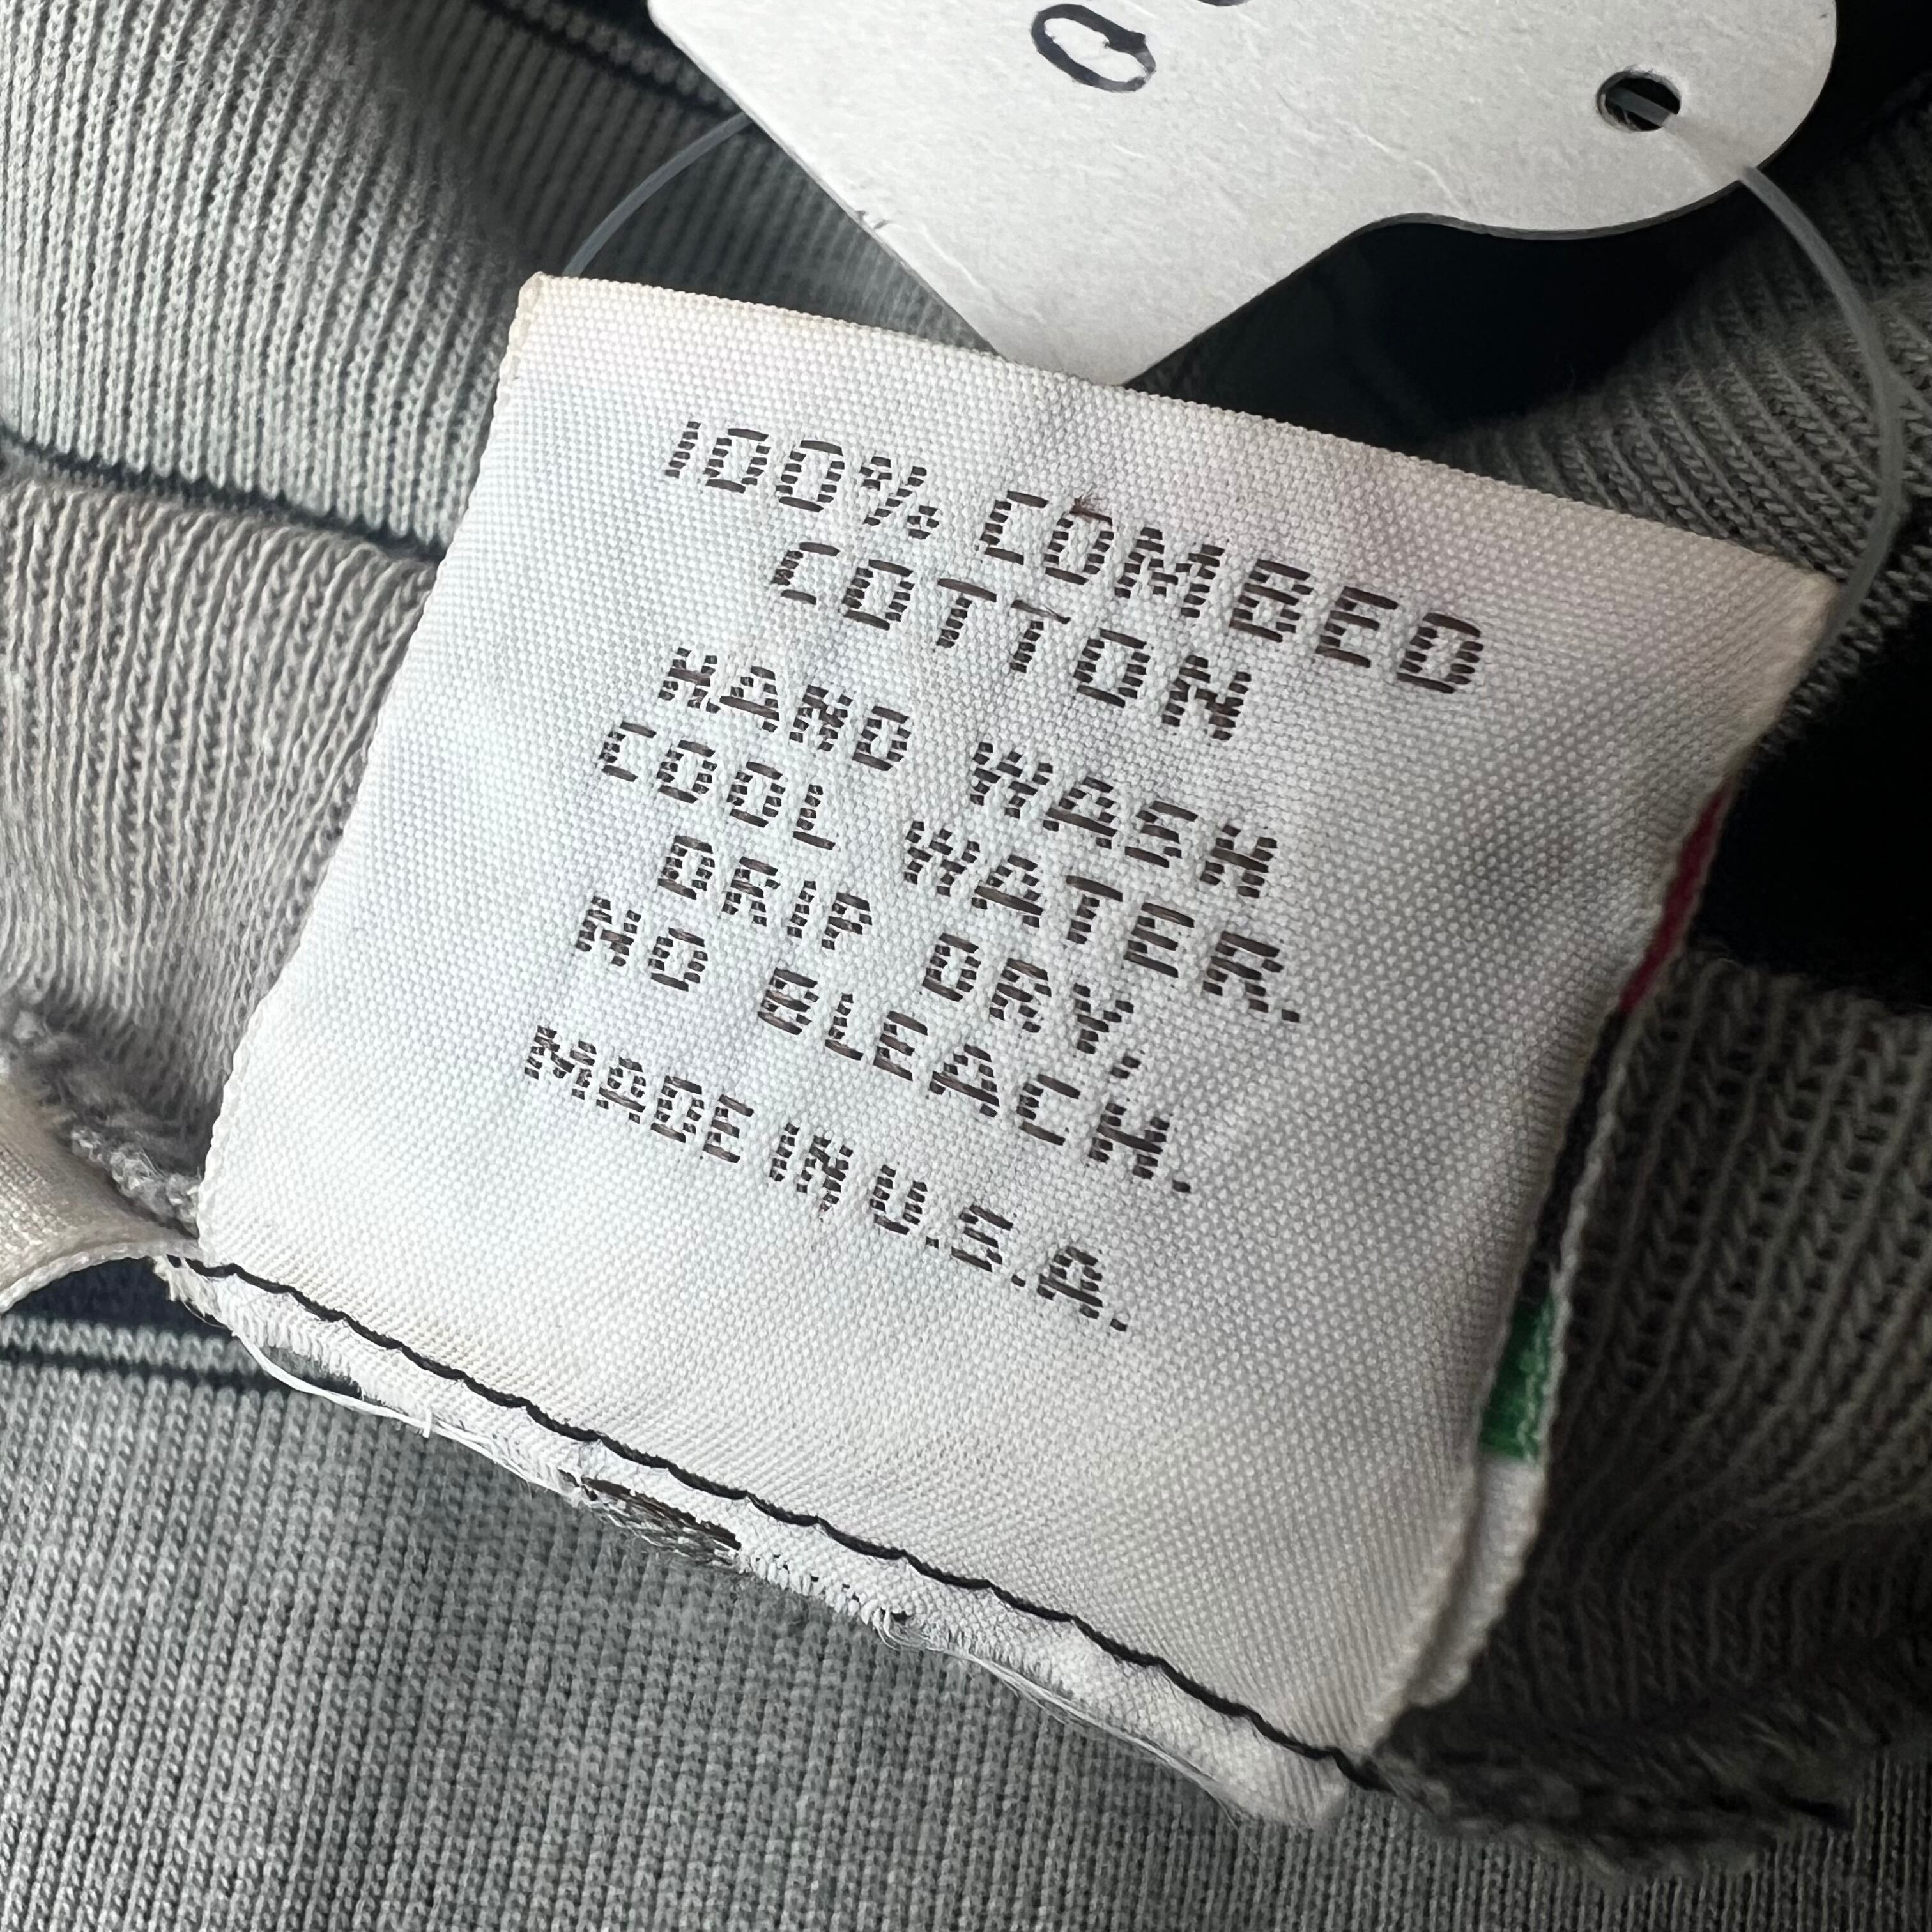 100% COMBED
COTTON
HAND WASH
COOL WATER.
DRIP DRY,
NO BLEACH.
MADE IN U.S.A.